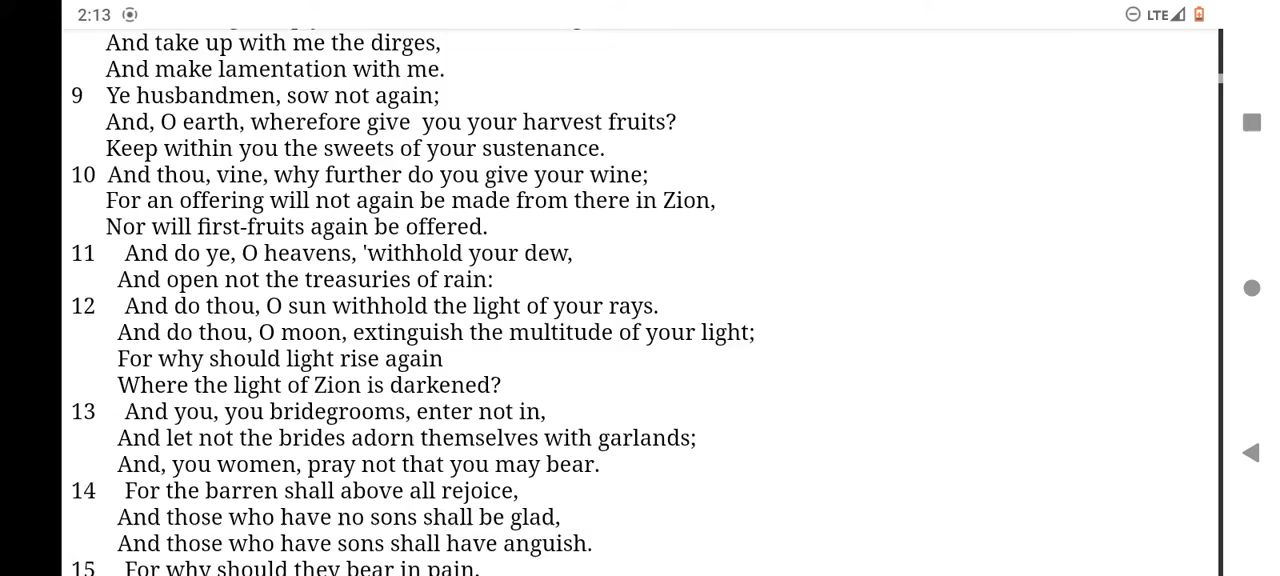 2:13 LTE
And take up with me the dirges,
And make lamentation with me.
9 Ye husbandmen, sow not again;
And, O earth, wherefore give you your harvest fruits?
Keep within you the sweets of your sustenance.
10 And thou, vine, why further do you give your wine;
For an offering will not again be made from there in Zion,
Nor will first-fruits again be offered.
11 And do ye, O heavens, 'withhold your dew,
And open not the treasuries of rain:
12 And do thou, O sun withhold the light of your rays.
And do thou, O moon, extinguish the multitude of your light;
For why should light rise again
Where the light of Zion is darkened?
13 And you, you bridegrooms, enter not in,
And let not the brides adorn themselves with garlands;
And, you women, pray not that you may bear.
14 For the barren shall above all rejoice,
And those who have no sons shall be glad,
And those who have sons shall have anguish.
15 For why should they bear in pain,